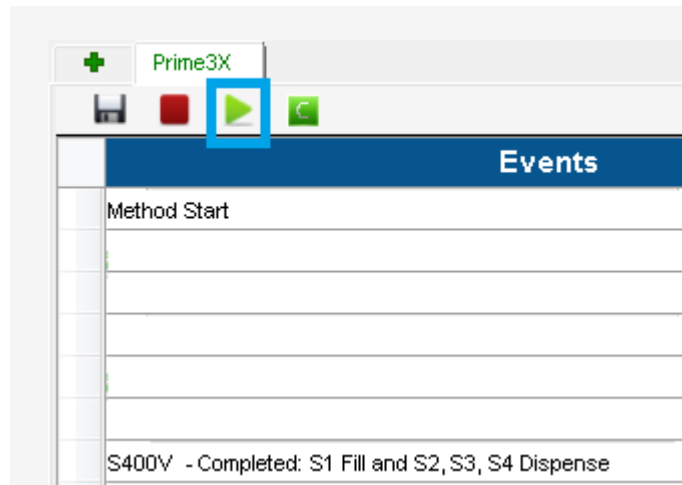 Prime3X
C
Events
Method Start
S400V - Completed: S1 Fill and S2, S3, S4 Dispense